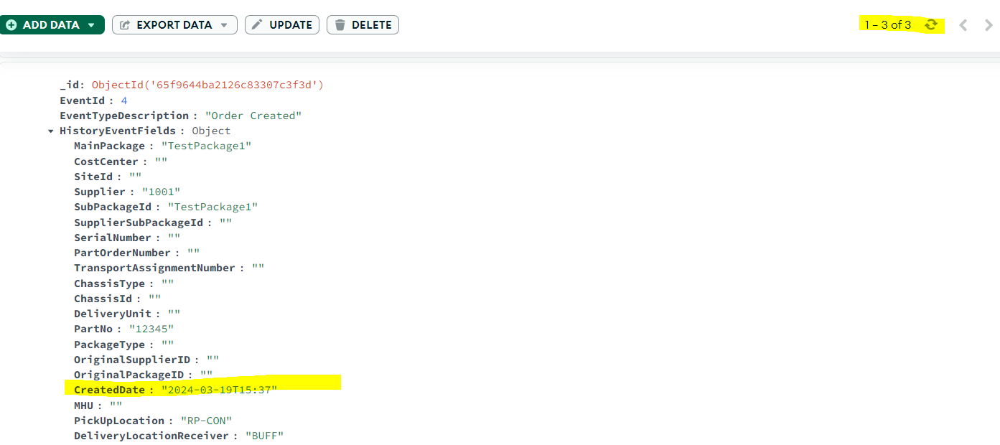 ADD DATA EXPORT DATA UPDATE DELETE 1 – 3 of 3
_id: ObjectId('65f9644ba2126c83307c3f3d')
EventId : 4
EventTypeDescription : "Order Created"
HistoryEventFields : Object
MainPackage : "TestPackage1"
CostCenter : ""
SiteId : ""
Supplier : "1001"
SubPackageId : "TestPackage1"
SupplierSubPackageId : ""
SerialNumber : ""
PartOrderNumber : ""
TransportAssignmentNumber : ""
ChassisType : ""
ChassisId : ""
DeliveryUnit : ""
PartNo : "12345"
PackageType : ""
OriginalSupplierID : ""
OriginalPackageID : ""
CreatedDate : "2024-03-19T15:37"
MHU : ""
PickUpLocation : "RP-CON"
DeliveryLocationReceiver : "BUFF"